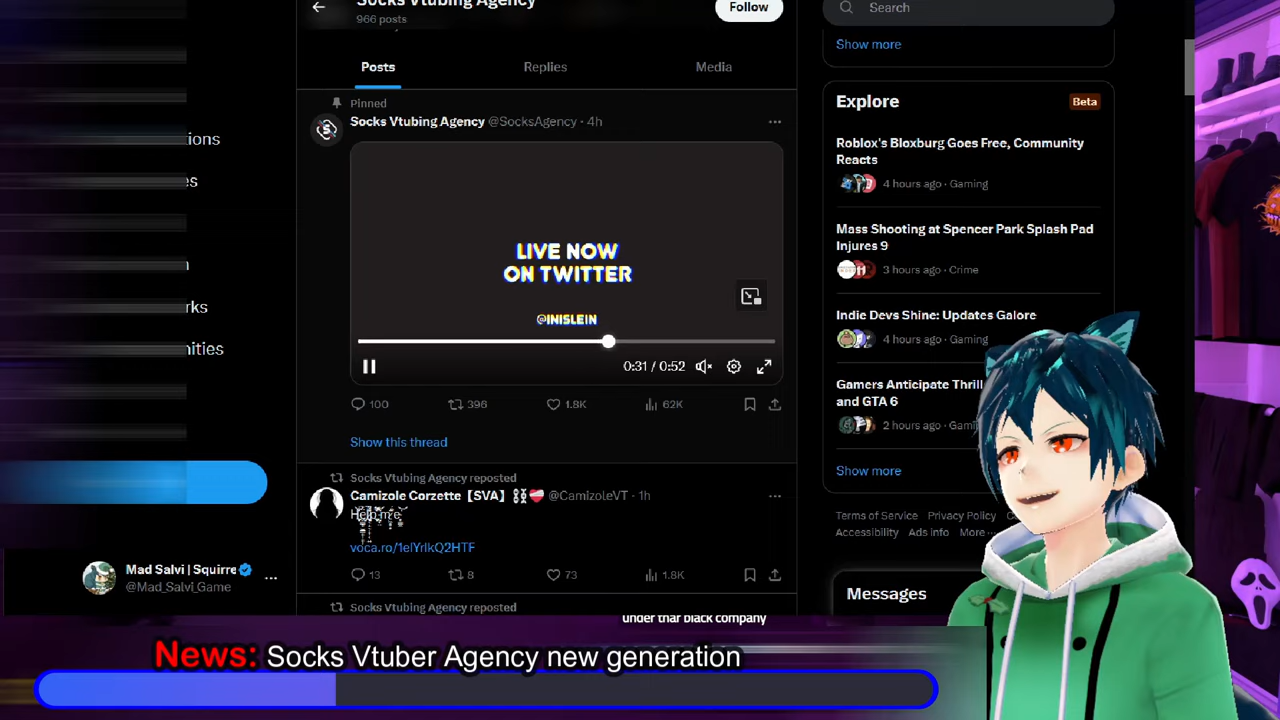 Socks Vtubing Agency
966 posts
Follow
Posts
Replies
Media
Pinned
Socks Vtubing Agency @SocksAgency · 4h
LIVE NOW
ON TWITTER
@INISLEIN
0:31 / 0:52
100
396
1.8K
62K
Show this thread
Socks Vtubing Agency reposted
Camizole Corzette【SVA】 @CamizoleVT · 1h
Help me
voca.ro/1elYrlkQ2HTF
13
8
73
1.8K
Socks Vtubing Agency reposted
under thar black company
Search
Show more
Explore
Beta
Roblox's Bloxburg Goes Free, Community
Reacts
4 hours ago · Gaming
Mass Shooting at Spencer Park Splash Pad
Injures 9
3 hours ago · Crime
Indie Devs Shine: Updates Galore
4 hours ago · Gaming
Gamers Anticipate Thrill
and GTA 6
2 hours ago · Gami
Show more
Terms of Service Privacy Policy
Accessibility Ads info More
Messages
tions
es
n
rks
nities
Mad Salvi | Squirre
@Mad_Salvi_Game
News: Socks Vtuber Agency new generation